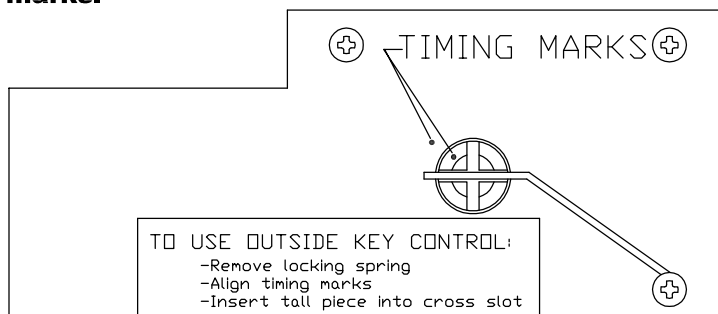 TIMING MARKS
TO USE OUTSIDE KEY CONTROL:
-Remove locking spring
-Align timing marks
-Insert tall piece into cross slot